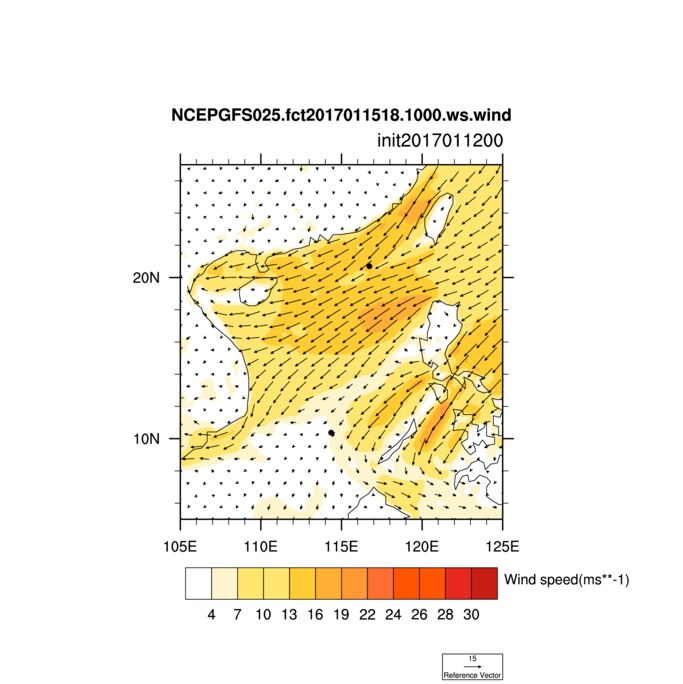 NCEPGFS025.fct2017011518.1000.ws.wind
init2017011200
20N
10N
105E 110E 115E 120E 125E
Wind speed(ms**-1)
4 7 10 13 16 19 22 24 26 28 30
15
Reference Vector